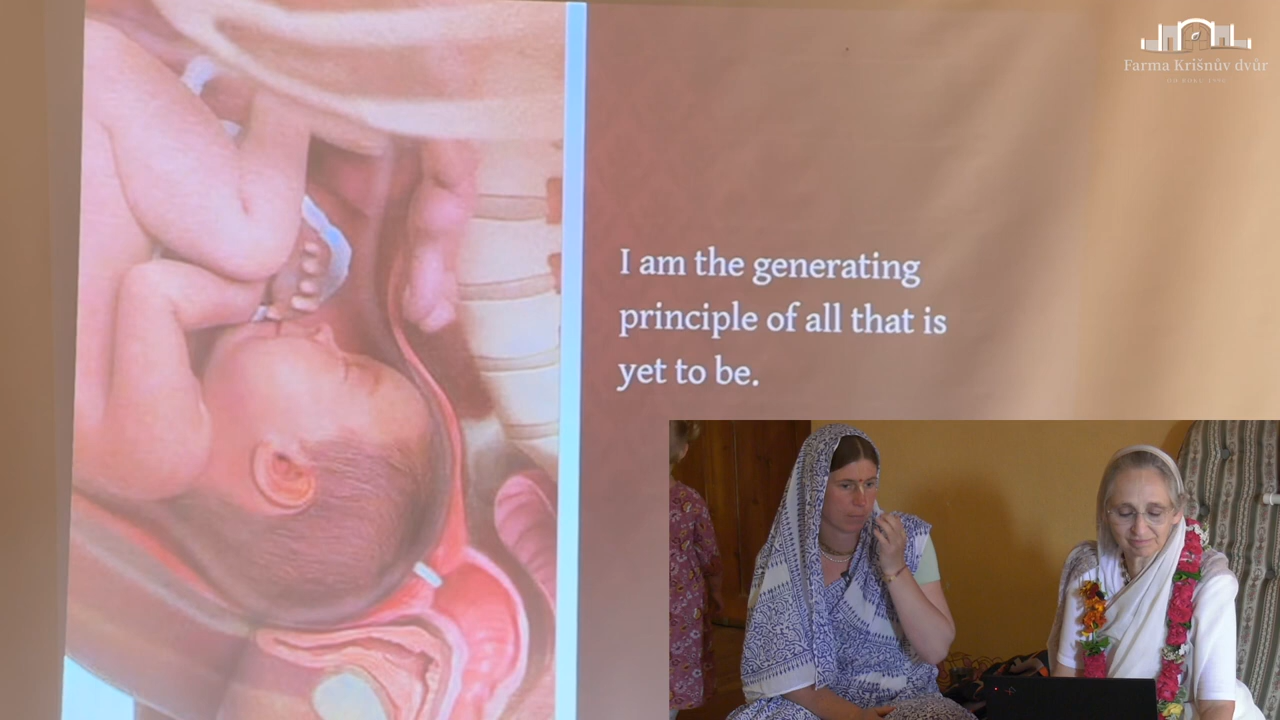 Farma Krišnův dvůr
I am the generating
principle of all that is
yet to be.